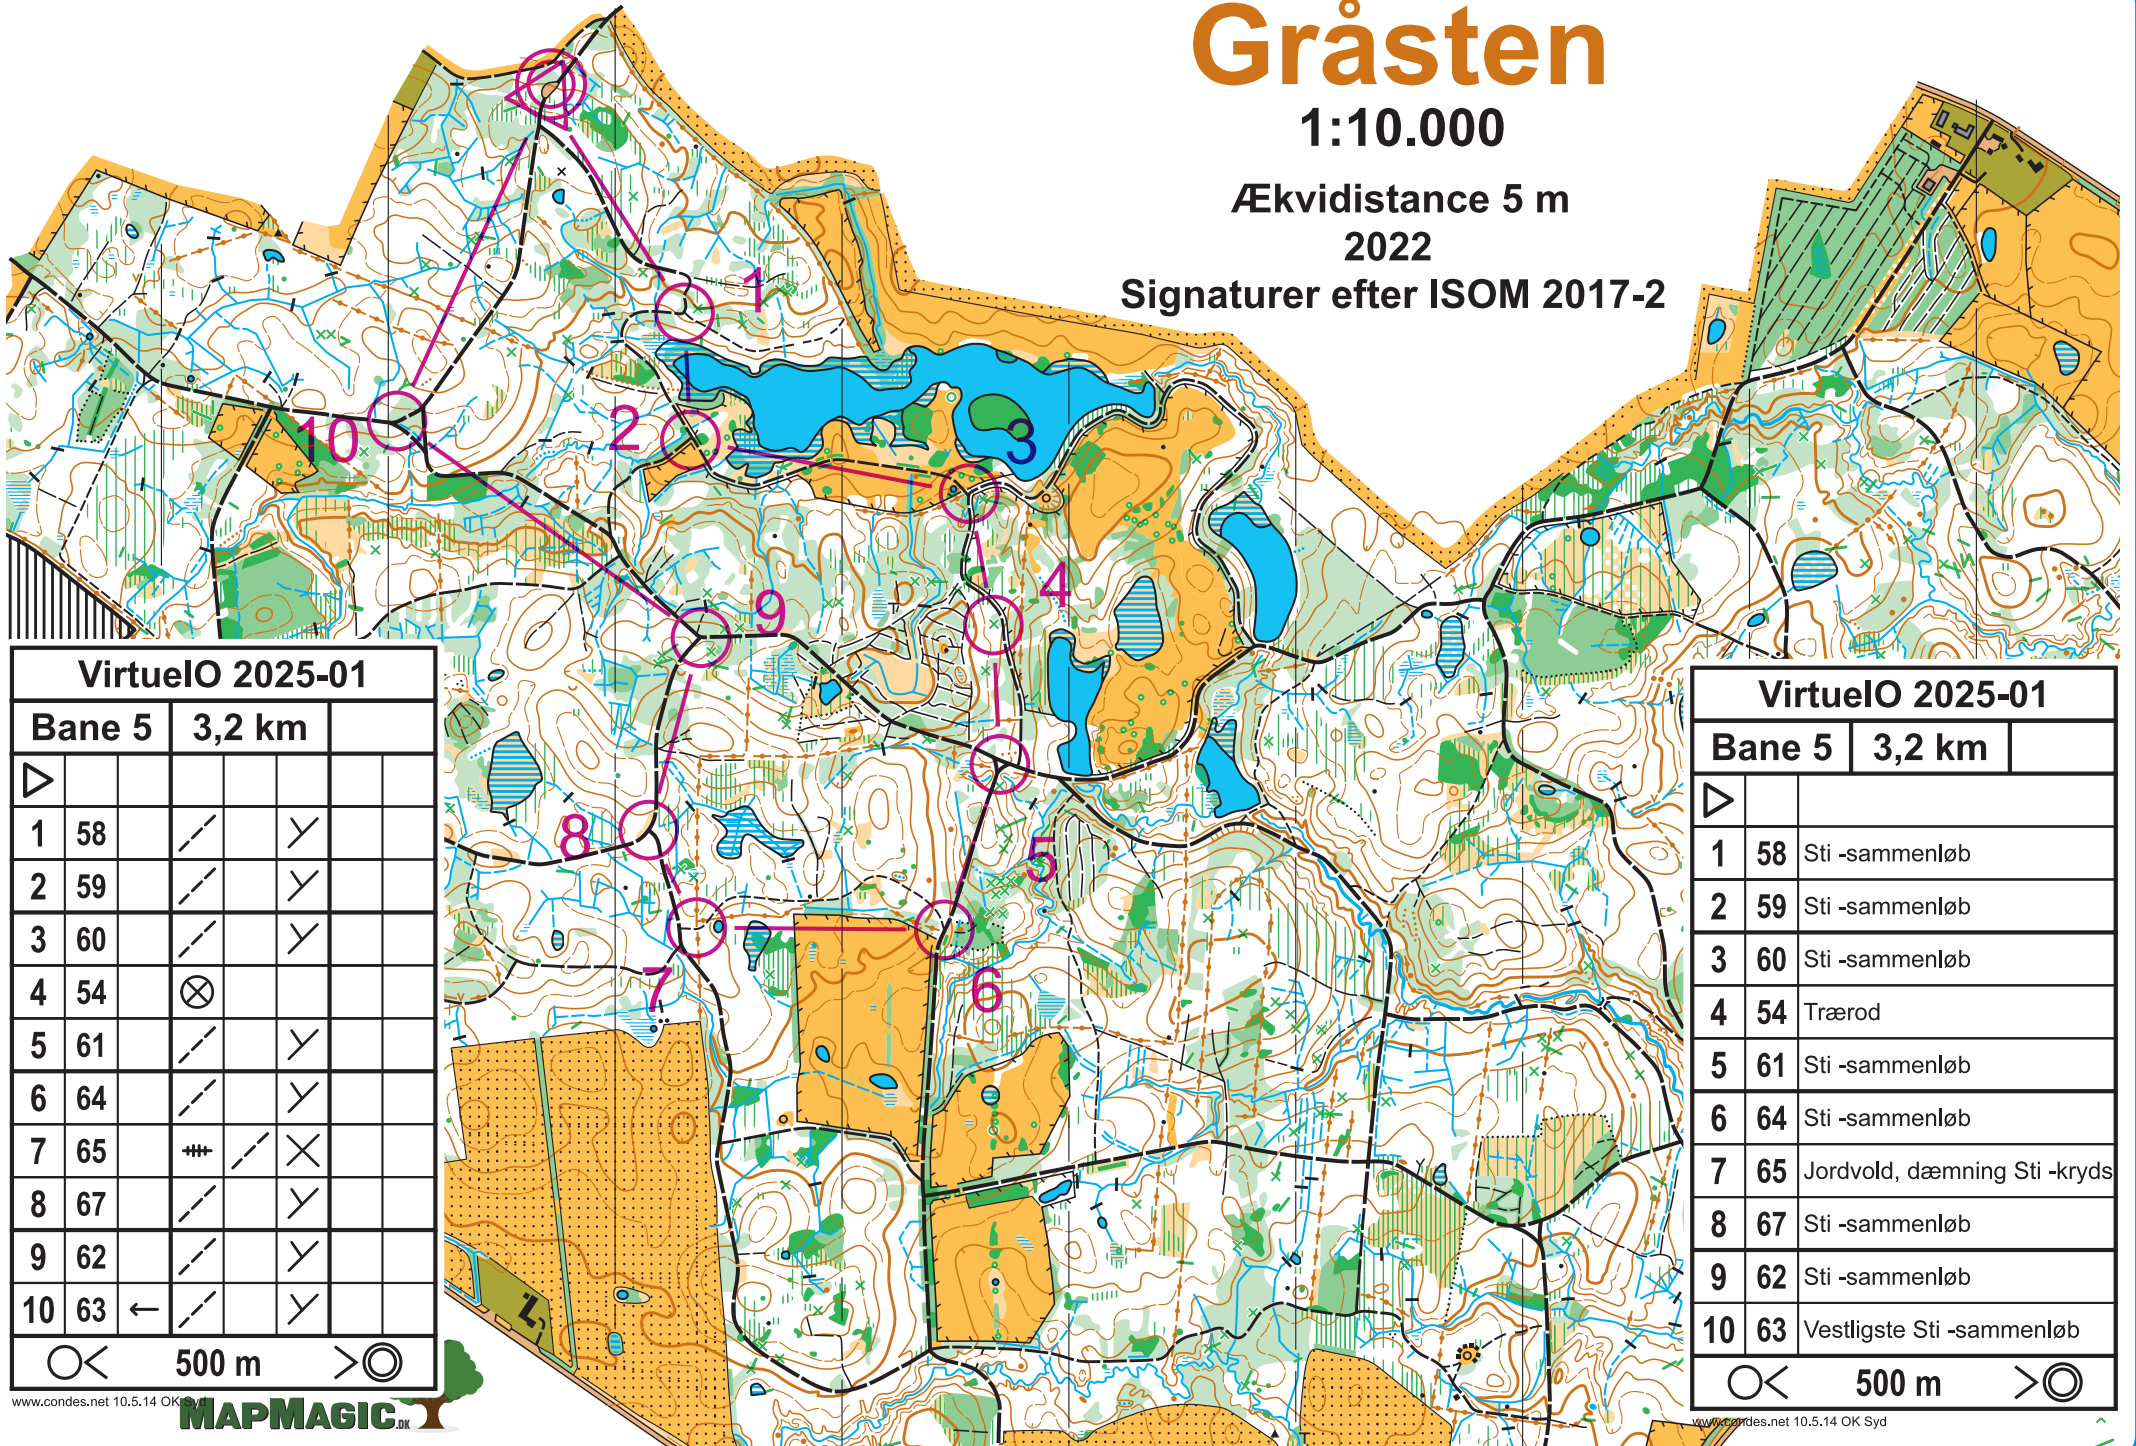 Gråsten
1:10.000
Ækvidistance 5 m
2022
Signaturer efter ISOM 2017-2
1
2
3
4
5
6
7
8
9
10
VirtuelO 2025-01
Bane 5 3,2 km
1 58
2 59
3 60
4 54
5 61
6 64
7 65
8 67
9 62
10 63
500 m
www.condes.net 10.5.14 OK Syd
MAPMAGIC.DK
VirtuelO 2025-01
Bane 5 3,2 km
1 58 Sti -sammenløb
2 59 Sti -sammenløb
3 60 Sti -sammenløb
4 54 Trærod
5 61 Sti -sammenløb
6 64 Sti -sammenløb
7 65 Jordvold, dæmning Sti -kryds
8 67 Sti -sammenløb
9 62 Sti -sammenløb
10 63 Vestligste Sti -sammenløb
500 m
www.condes.net 10.5.14 OK Syd